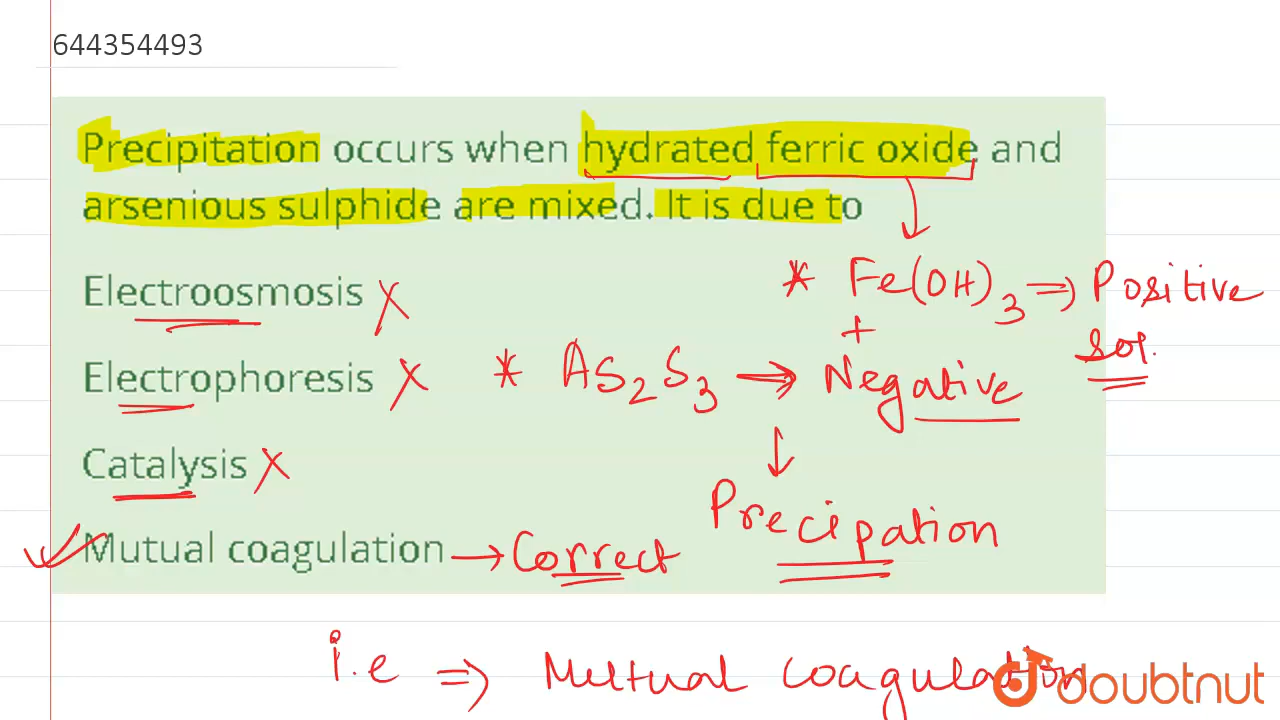 644354493
Precipitation occurs when hydrated ferric oxide and
arsenious sulphide are mixed. It is due to
Electroosmosis X
* Fe(OH)3 ⇒ Positive
sol.
+
Electrophoresis X
* As2S3 → Negative
↓
Catalysis X
Precipation
✓ Mutual coagulation → Correct
i.e ⇒ Mutual coagulation
doubtnut